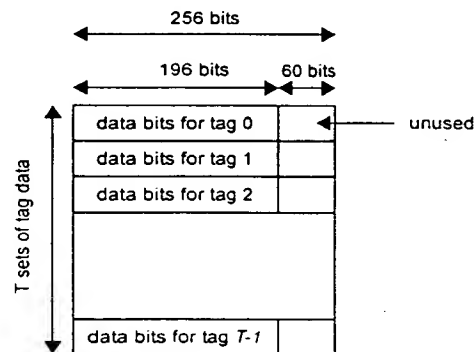 256 bits
196 bits
60 bits
data bits for tag 0
unused
data bits for tag 1
data bits for tag 2
T sets of tag data
data bits for tag T-1